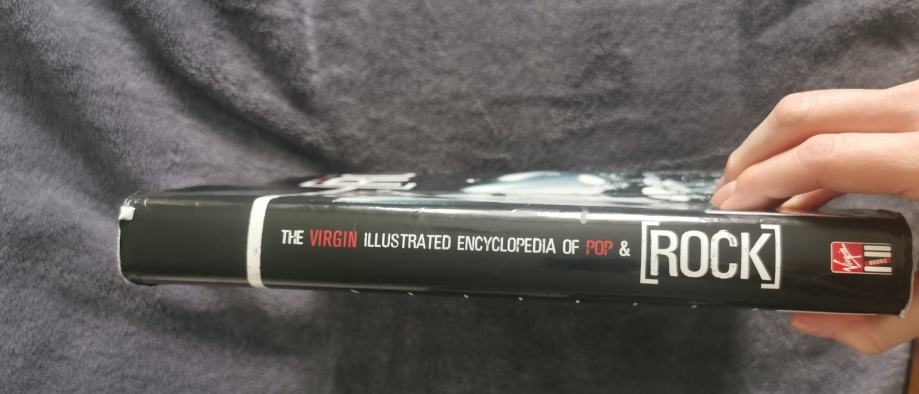 THE VIRGIN ILLUSTRATED ENCYCLOPEDIA OF POP & [ROCK]
Virgin
BOOKS